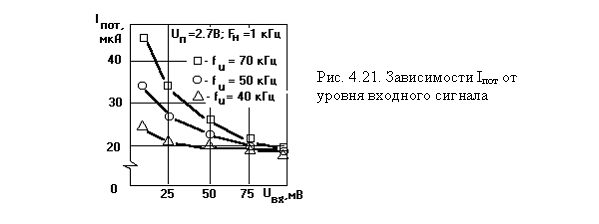 Iпот,
мкА
Uп=2.7В; Fн=1 кГц
□ - fи = 70 кГц
○ - fи = 50 кГц
△ - fи = 40 кГц
40
30
20
0
25 50 75 Uвх, мВ
Рис. 4.21. Зависимости Iпот от
уровня входного сигнала